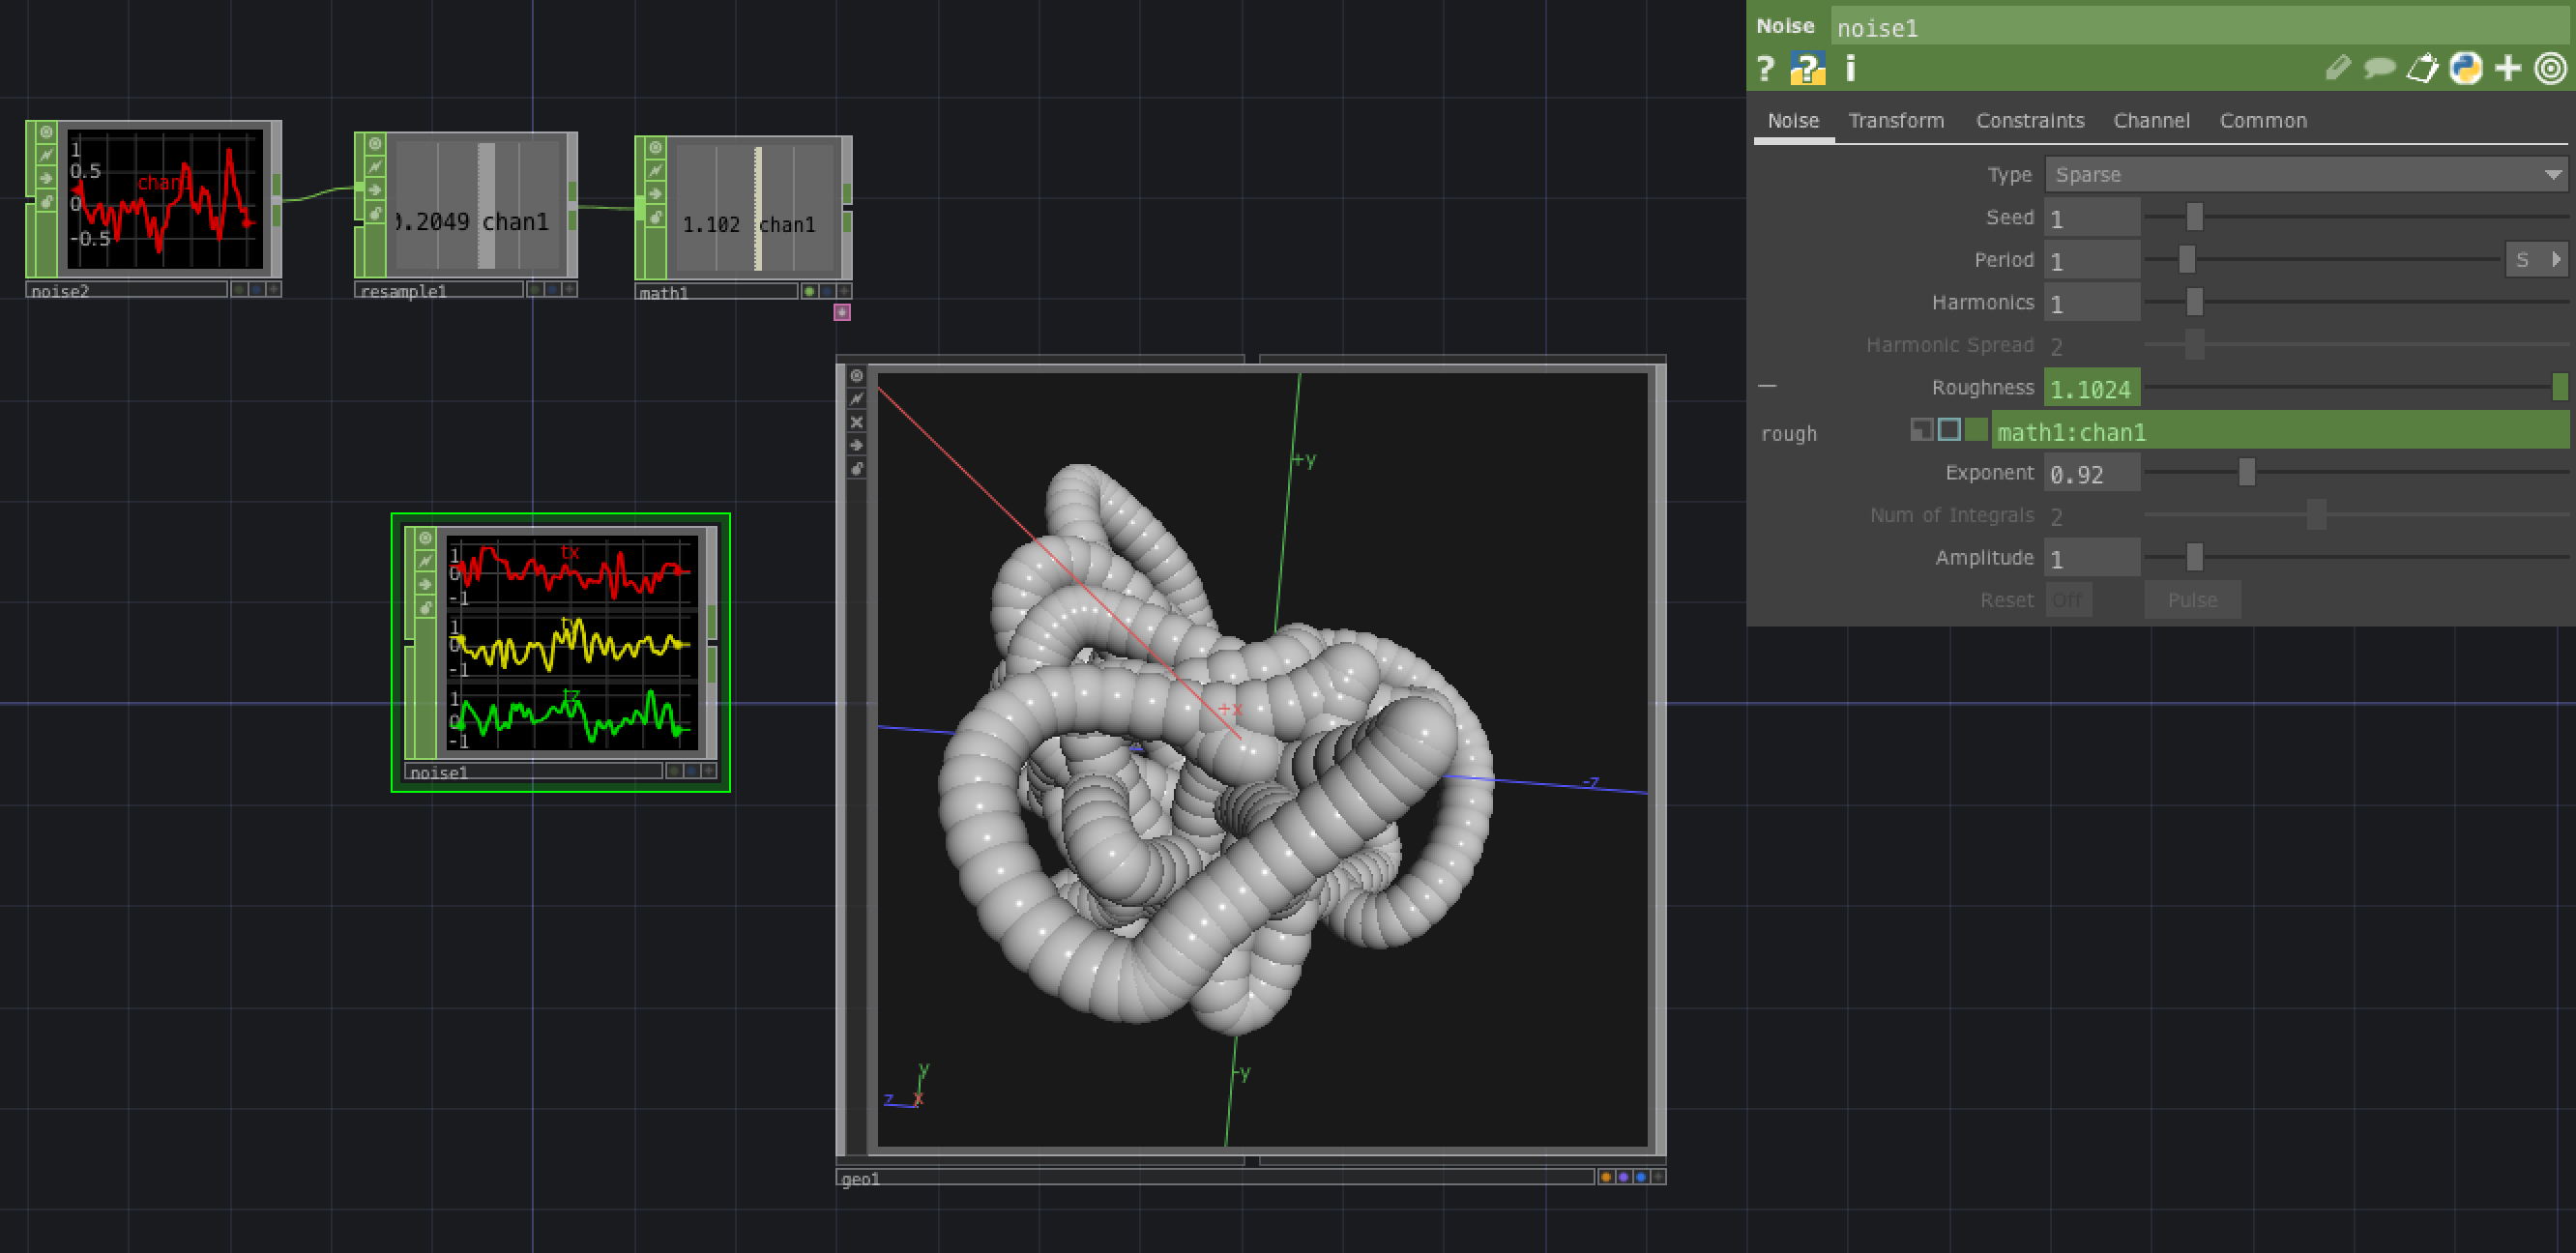 1
0.5
0
-0.5
chan1
noise2
0.2049 chan1
resample1
1.102 chan1
math1
1
0
-1
tx
1
0
-1
1
0
-1
tz
noise1
+y
+x
-z
-y
y
z
x
geo1
Noise noise1
? ? i
Noise Transform Constraints Channel Common
Type Sparse
Seed 1
Period 1 S
Harmonics 1
Harmonic Spread 2
Roughness 1.1024
rough math1:chan1
Exponent 0.92
Num of Integrals 2
Amplitude 1
Reset Off Pulse